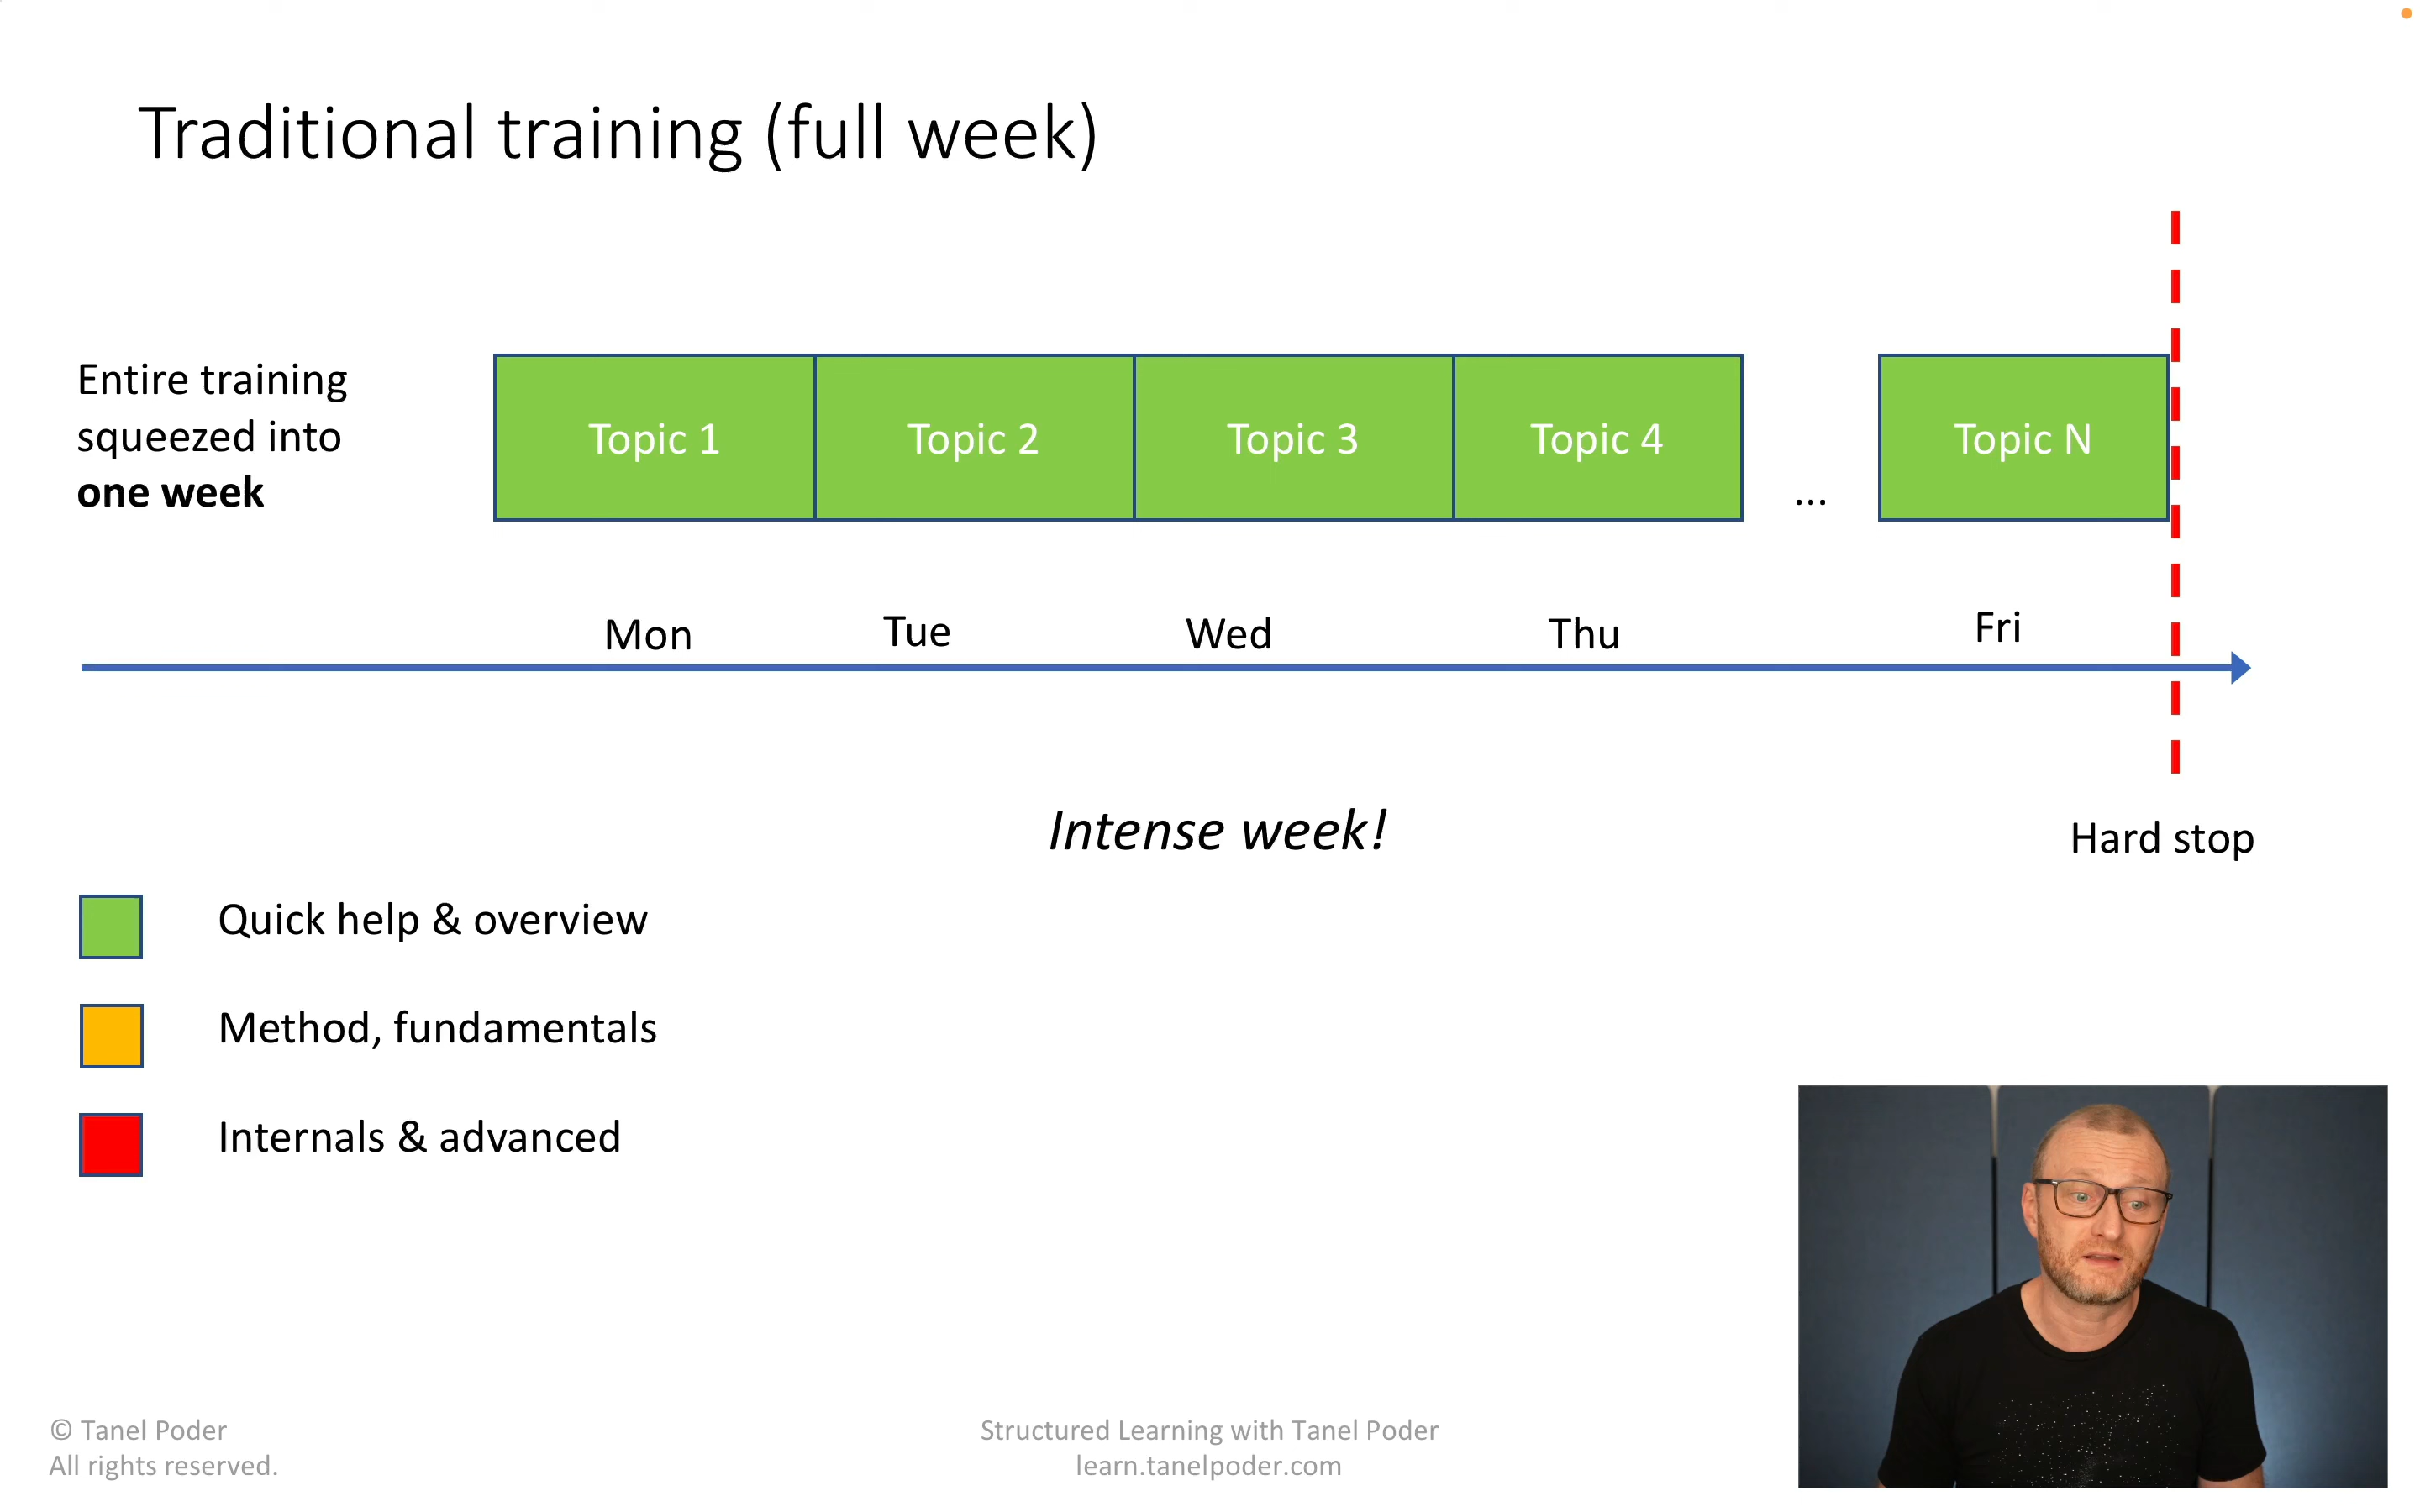 Traditional training (full week)
Entire training
squeezed into
one week
Topic 1
Topic 2
Topic 3
Topic 4
...
Topic N
Mon
Tue
Wed
Thu
Fri
Intense week!
Hard stop
Quick help & overview
Method, fundamentals
Internals & advanced
© Tanel Poder
All rights reserved.
Structured Learning with Tanel Poder
learn.tanelpoder.com